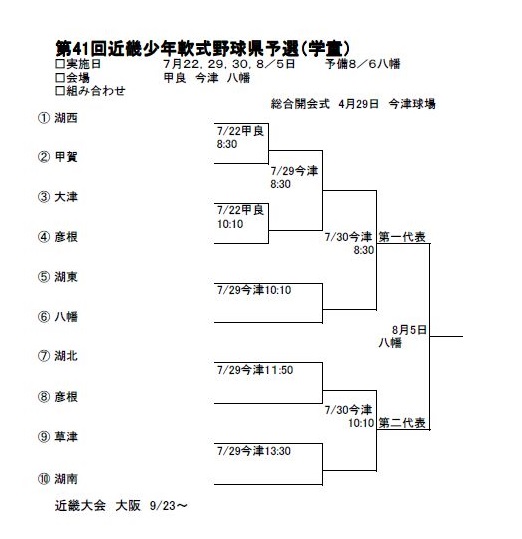 第41回近畿少年軟式野球県予選(学童)
□実施日 7月22, 29, 30, 8/5日 予備8/6八幡
□会場 甲良 今津 八幡
□組み合わせ
総合開会式 4月29日 今津球場
① 湖西
7/22甲良
8:30
② 甲賀
7/29今津
8:30
③ 大津
7/22甲良
10:10
④ 彦根
7/30今津
8:30
第一代表
⑤ 湖東
7/29今津10:10
⑥ 八幡
8月5日
八幡
⑦ 湖北
7/29今津11:50
⑧ 彦根
7/30今津
10:10
第二代表
⑨ 草津
7/29今津13:30
⑩ 湖南
近畿大会 大阪 9/23~